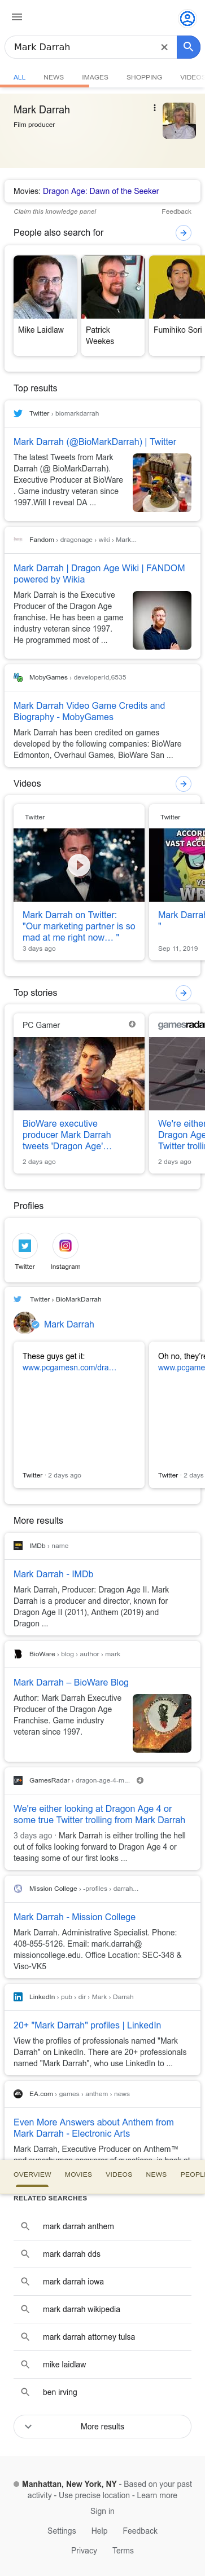 Mark Darrah
ALL NEWS IMAGES SHOPPING VIDEO
Mark Darrah
Film producer
Movies: Dragon Age: Dawn of the Seeker
Claim this knowledge panel Feedback
People also search for
Mike Laidlaw
Patrick
Weekes
Fumihiko Sori
Top results
Twitter › biomarkdarrah
Mark Darrah (@BioMarkDarrah) | Twitter
The latest Tweets from Mark
Darrah (@ BioMarkDarrah).
Executive Producer at BioWare
. Game industry veteran since
1997.Will I reveal DA ...
Fandom › dragonage › wiki › Mark...
Mark Darrah | Dragon Age Wiki | FANDOM
powered by Wikia
Mark Darrah is the Executive
Producer of the Dragon Age
franchise. He has been a game
industry veteran since 1997.
He programmed most of ...
MobyGames › developerId,6535
Mark Darrah Video Game Credits and
Biography - MobyGames
Mark Darrah has been credited on games
developed by the following companies: BioWare
Edmonton, Overhaul Games, BioWare San ...
Videos
Twitter
Mark Darrah on Twitter:
"Our marketing partner is so
mad at me right now… "
3 days ago
Twitter
ACCORD
VAST ACCU
Mark Darrah
"
Sep 11, 2019
Top stories
PC Gamer
BioWare executive
producer Mark Darrah
tweets 'Dragon Age'…
2 days ago
gamesradar
We're either
Dragon Age
Twitter trollin
2 days ago
Profiles
Twitter Instagram
Twitter › BioMarkDarrah
Mark Darrah
These guys get it:
www.pcgamesn.com/dra…
Twitter · 2 days ago
Oh no, they're
www.pcgame
Twitter · 2 days
More results
IMDb › name
Mark Darrah - IMDb
Mark Darrah, Producer: Dragon Age II. Mark
Darrah is a producer and director, known for
Dragon Age II (2011), Anthem (2019) and
Dragon ...
BioWare › blog › author › mark
Mark Darrah – BioWare Blog
Author: Mark Darrah Executive
Producer of the Dragon Age
Franchise. Game industry
veteran since 1997.
GamesRadar › dragon-age-4-m...
We're either looking at Dragon Age 4 or
some true Twitter trolling from Mark Darrah
3 days ago · Mark Darrah is either trolling the hell
out of folks looking forward to Dragon Age 4 or
teasing some of our first looks ...
Mission College › -profiles › darrah...
Mark Darrah - Mission College
Mark Darrah. Administrative Specialist. Phone:
408-855-5126. Email: mark.darrah@
missioncollege.edu. Office Location: SEC-348 &
Viso-VK5
LinkedIn › pub › dir › Mark › Darrah
20+ "Mark Darrah" profiles | LinkedIn
View the profiles of professionals named "Mark
Darrah" on LinkedIn. There are 20+ professionals
named "Mark Darrah", who use LinkedIn to ...
EA.com › games › anthem › news
Even More Answers about Anthem from
Mark Darrah - Electronic Arts
Mark Darrah, Executive Producer on Anthem™
OVERVIEW MOVIES VIDEOS NEWS PEOPLE
RELATED SEARCHES
mark darrah anthem
mark darrah dds
mark darrah iowa
mark darrah wikipedia
mark darrah attorney tulsa
mike laidlaw
ben irving
More results
Manhattan, New York, NY - Based on your past
activity - Use precise location - Learn more
Sign in
Settings Help Feedback
Privacy Terms